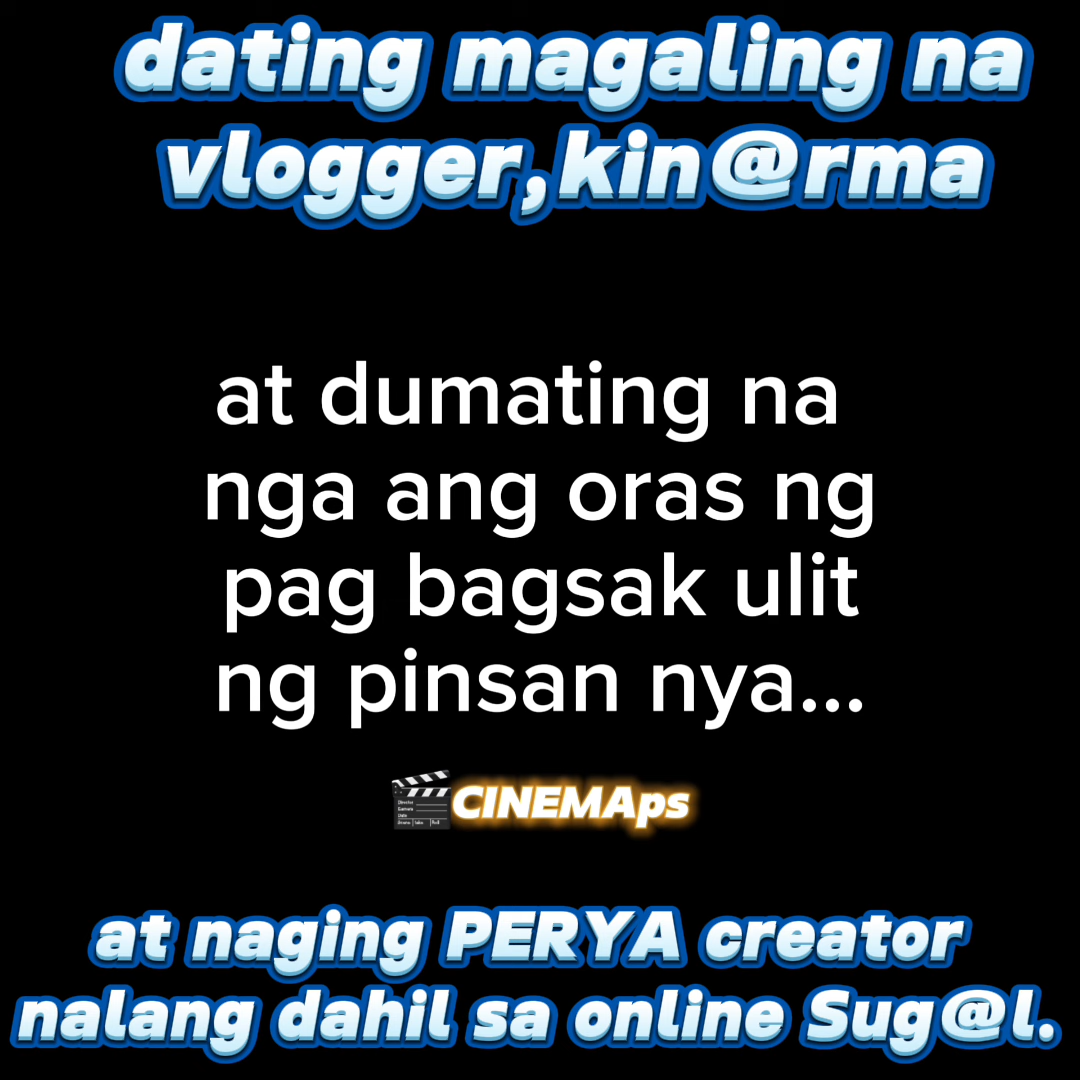 dating magaling na
vlogger,kin@rma
at dumating na
nga ang oras ng
pag bagsak ulit
ng pinsan nya...
CINEMAps
at naging PERYA creator
nalang dahil sa online Sug@l.